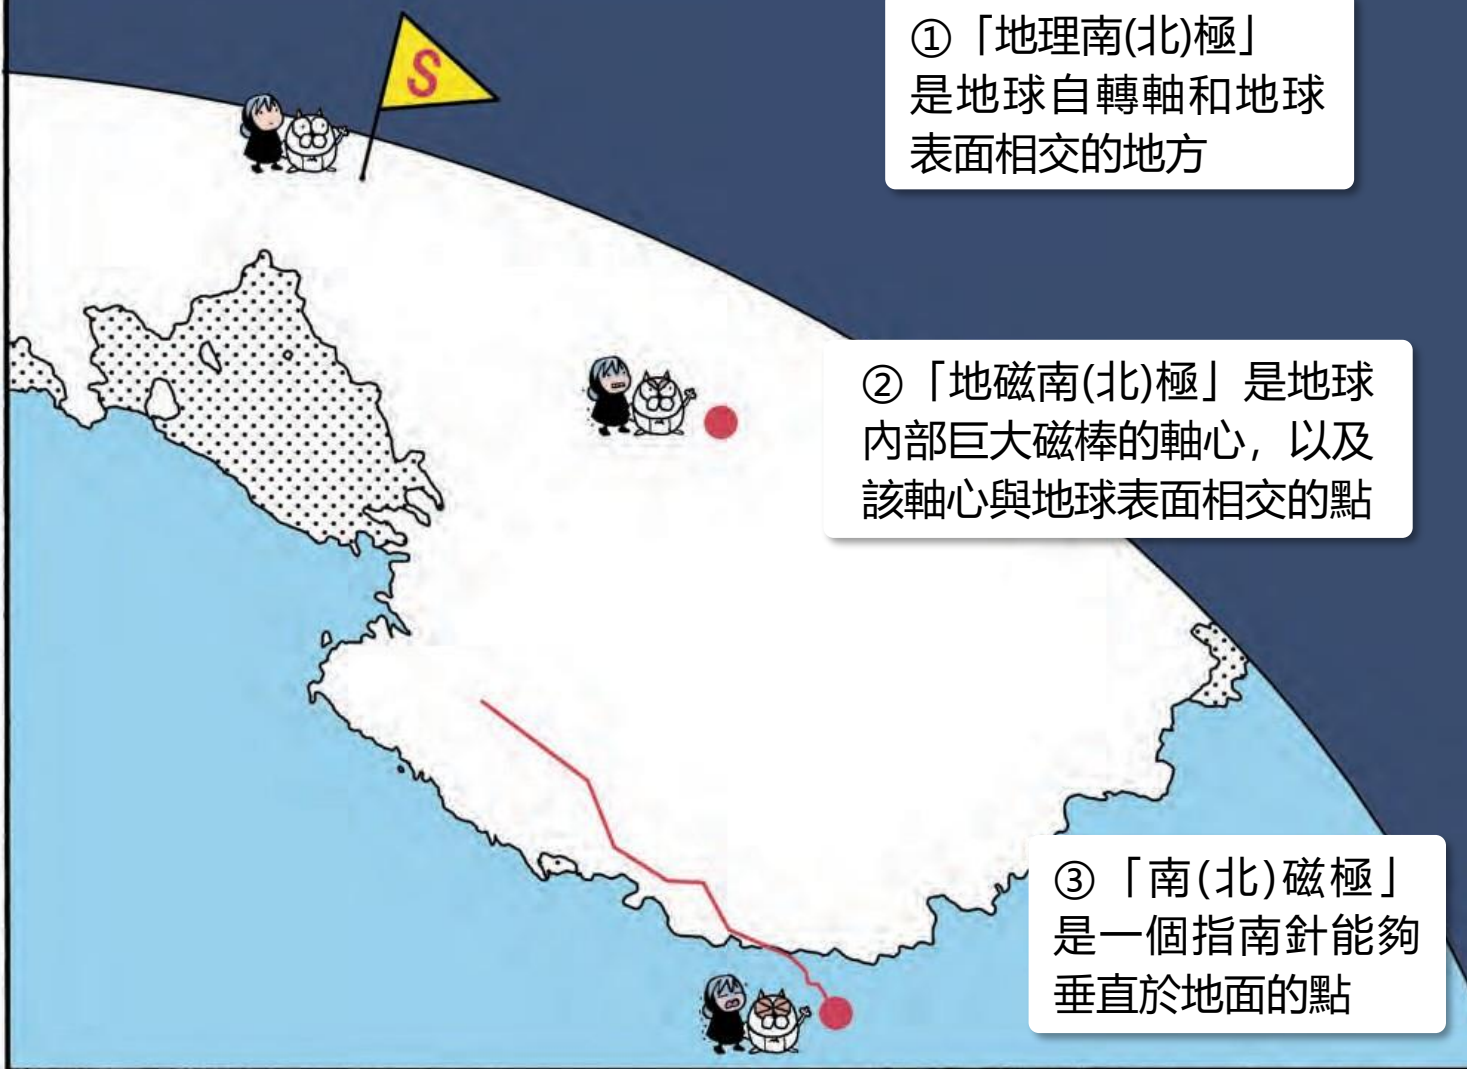 S
①「地理南(北)極」
是地球自轉軸和地球
表面相交的地方
②「地磁南(北)極」是地球
內部巨大磁棒的軸心，以及
該軸心與地球表面相交的點
③「南(北)磁極」
是一個指南針能夠
垂直於地面的點